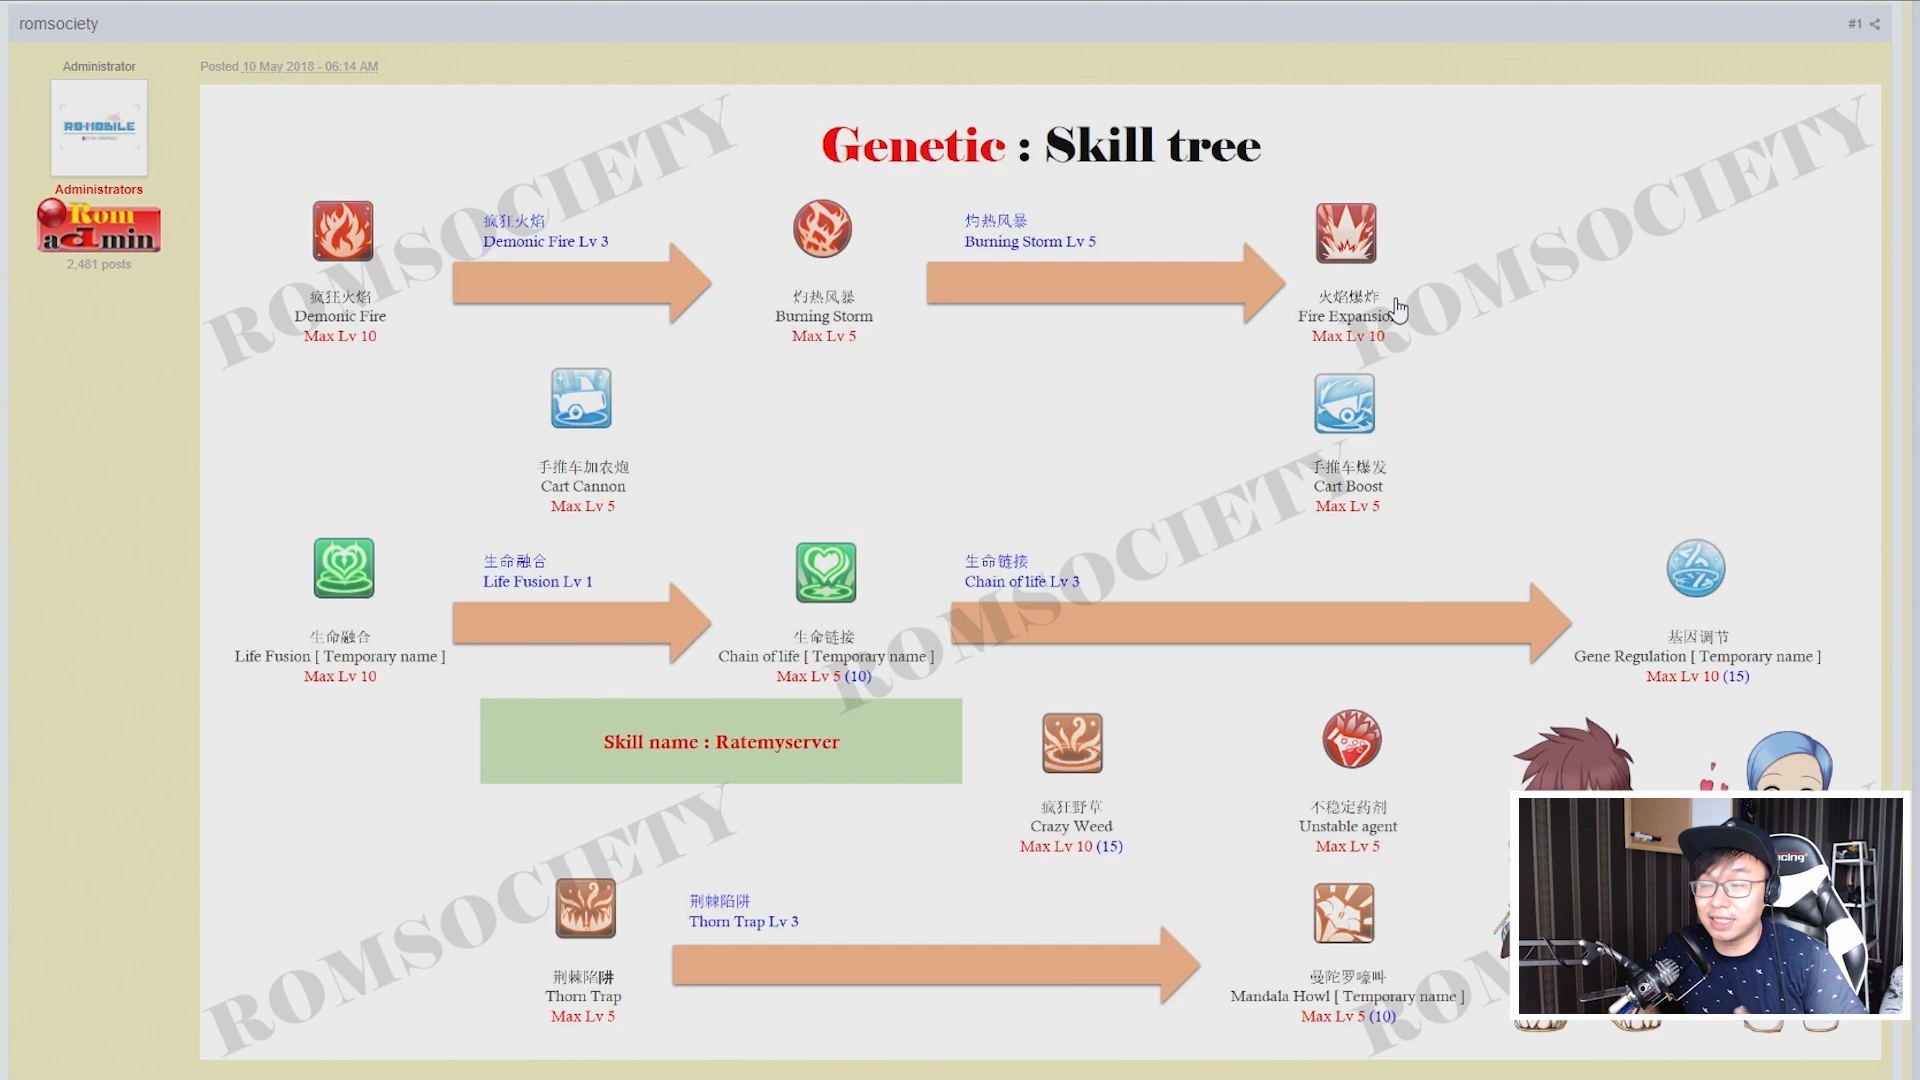 romsociety
#1
Administrator
Posted 10 May 2018 - 06:14 AM
RO:MOBILE
Administrators
Rom
admin
2,481 posts
Genetic : Skill tree
疯狂火焰
Demonic Fire Lv 3
灼热风暴
Burning Storm Lv 5
疯狂火焰
Demonic Fire
Max Lv 10
灼热风暴
Burning Storm
Max Lv 5
火焰爆炸
Fire Expansion
Max Lv 10
手推车加农炮
Cart Cannon
Max Lv 5
手推车爆发
Cart Boost
Max Lv 5
生命融合
Life Fusion Lv 1
生命链接
Chain of life Lv 3
生命融合
Life Fusion [ Temporary name ]
Max Lv 10
生命链接
Chain of life [ Temporary name ]
Max Lv 5 (10)
基因调节
Gene Regulation [ Temporary name ]
Max Lv 10 (15)
Skill name : Ratemyserver
疯狂野草
Crazy Weed
Max Lv 10 (15)
不稳定药剂
Unstable agent
Max Lv 5
荆棘陷阱
Thorn Trap Lv 3
荆棘陷阱
Thorn Trap
Max Lv 5
曼陀罗嚎叫
Mandala Howl [ Temporary name ]
Max Lv 5 (10)
ROMSOCIETY
ROMSOCIETY
ROMSOCIETY
ROMSOCIETY